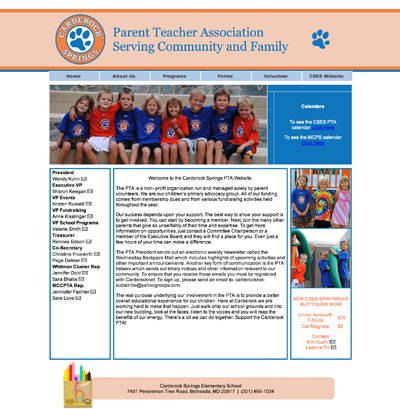 CARDEROCK
SPRINGS
Parent Teacher Association
Serving Community and Family
Home
About Us
Programs
Forms
Volunteer
CSES Website
Calenders
To see the CSES PTA
calendar Click Here
To see the MCPS calendar
Click Here
President
Wendy Kuhn
Executive VP
Sharon Keegan
VP Events
Kirsten Russell
VP Fundraising
Anne Kisslinger
VP School Programs
Valerie Smith
Treasurer
Renniee Edson
Co-Secretary
Christine Fruewirth
Paige Debear
Whitman Cluster Rep
Jennifer Gold
Sara Bhatia
MCCPTA Rep.
Jennifer Fechter
Sara Love
Welcome to the Carderock Springs PTA Website.
The PTA is a non-profit organization run and managed solely by parent
volunteers. We are our children's primary advocacy group. All of our funding
comes from membership dues and from various fundraising activities held
throughout the year.
Our success depends upon your support. The best way to show your support is
to get involved. You can start by becoming a member. Next, join the many other
parents that give so unselfishly of their time and expertise. To get more
information on opportunities, just contact a Committee Chairperson or a
member of the Executive Board and they will find a place for you. Even just a
few hours of your time can make a difference.
The PTA President sends out an electronic weekly newsletter called the
Wednesday Backpack Mail which includes highlights of upcoming activities and
other important announcements. Another key form of communication is the PTA
listserv which sends out timely notices and other information relevant to our
community. To ensure that you receive those emails you must be registered with
Carderocknet. To sign up, please send an email to: carderocknet-
subscribe@yahoogroups.com.
The real purpose underlying our involvement in the PTA is to provide a better
overall educational experience for our children. Here at Carderock we are
working hard to make that happen. Just walk onto our school grounds and into
our new building, look at the faces, listen to the voices and you will reap the
benefits of our energy. There's a lot we can do together. Support the Carderock
PTA!
NEW CSES SPIRITWEAR
BUY YOURS NOW!
Under Armour®
T-Shirts $20
Car Magnets $3
Contact:
Kim Kuehl
Leanne Tri
Carderock Springs Elementary School
7401 Persimmon Tree Road, Bethesda, MD 20817 | (301) 469-1034